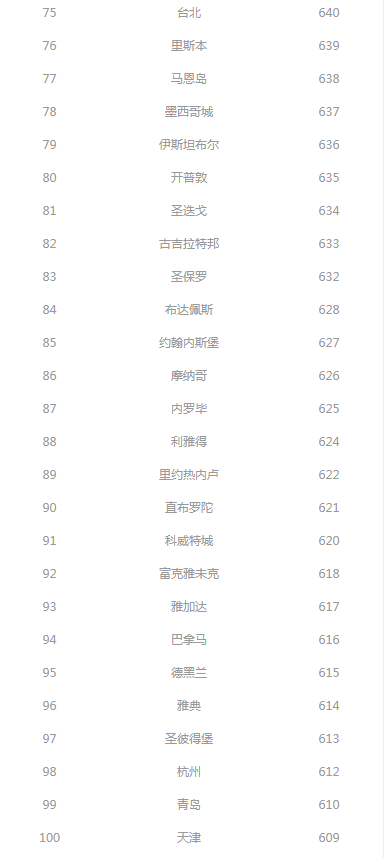 75 台北 640
76 里斯本 639
77 马恩岛 638
78 墨西哥城 637
79 伊斯坦布尔 636
80 开普敦 635
81 圣迭戈 634
82 古吉拉特邦 633
83 圣保罗 632
84 布达佩斯 628
85 约翰内斯堡 627
86 摩纳哥 626
87 内罗毕 625
88 利雅得 624
89 里约热内卢 622
90 直布罗陀 621
91 科威特城 620
92 富克雅未克 618
93 雅加达 617
94 巴拿马 616
95 德黑兰 615
96 雅典 614
97 圣彼得堡 613
98 杭州 612
99 青岛 610
100 天津 609